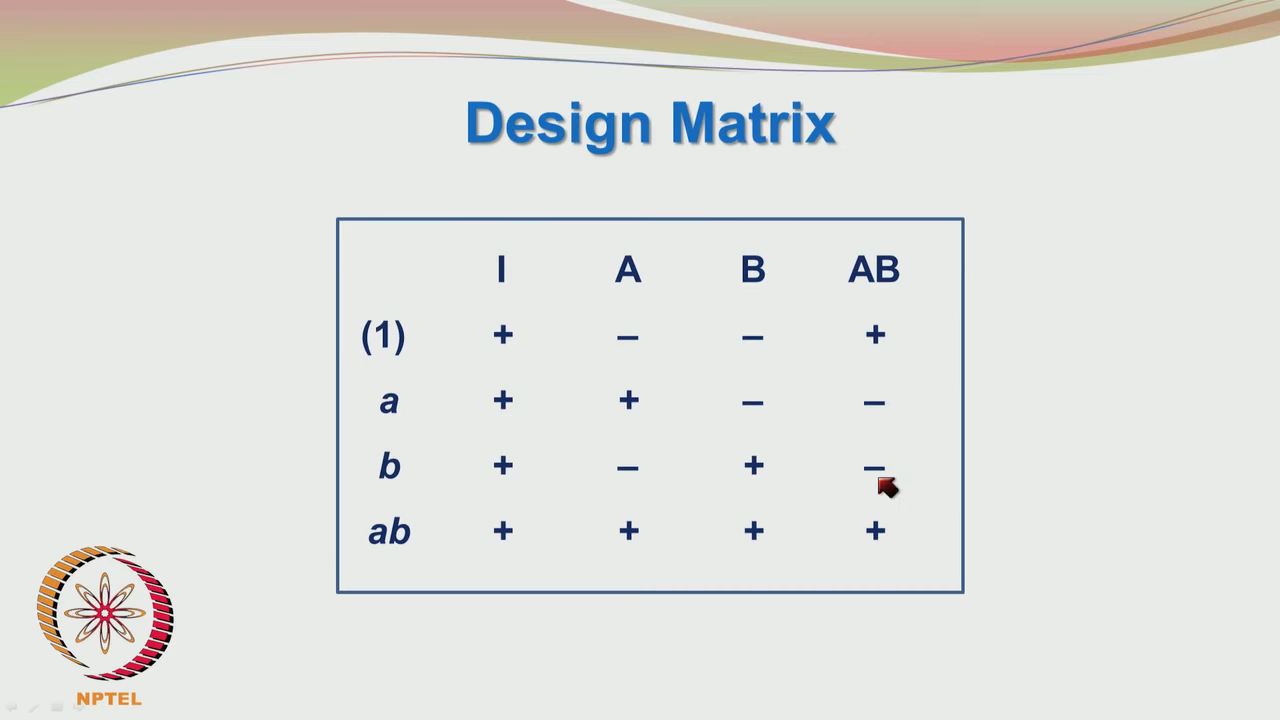 Design Matrix
I A B AB
(1) + – – +
a + + – –
b + – + –
ab + + + +
NPTEL